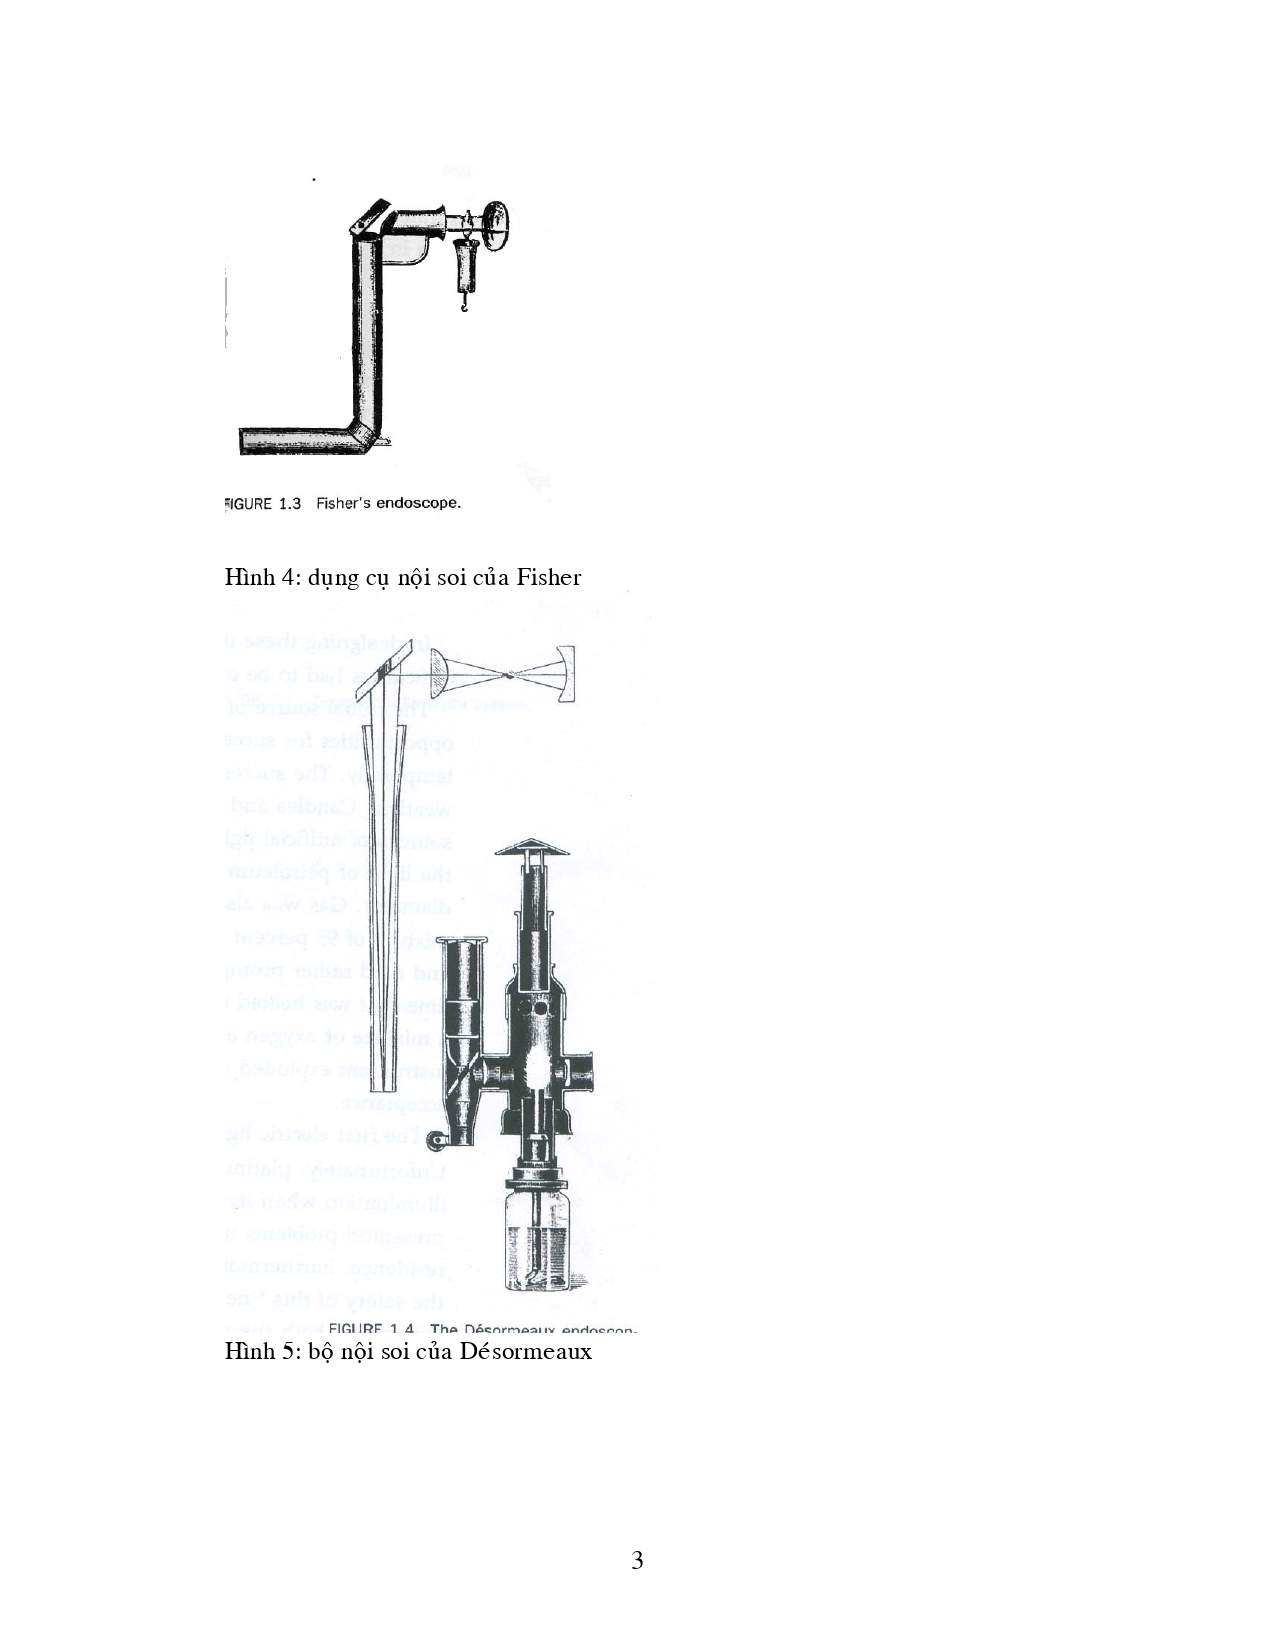 FIGURE 1.3 Fisher's endoscope.
Hình 4: dụng cụ nội soi của Fisher
FIGURE 1.4 The Désormeaux endoscop-
Hình 5: bộ nội soi của Désormeaux
3